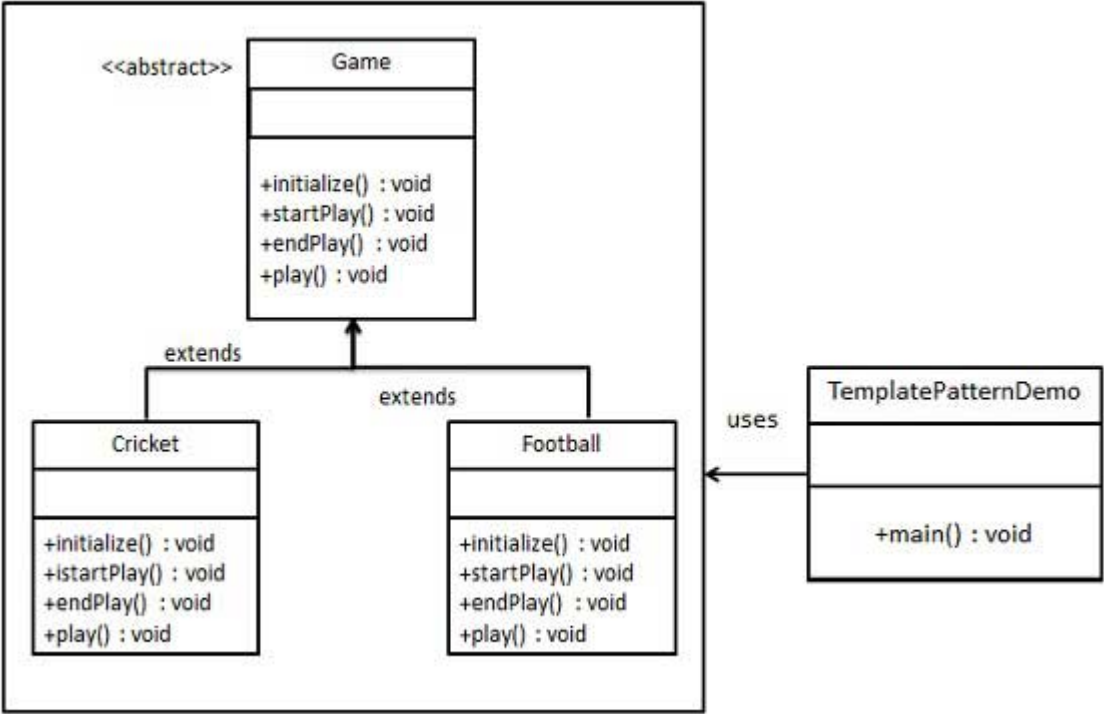 <<abstract>>
Game
+initialize() : void
+startPlay() : void
+endPlay() : void
+play() : void
extends
extends
Cricket
+initialize() : void
+istartPlay() : void
+endPlay() : void
+play() : void
Football
+initialize() : void
+startPlay() : void
+endPlay() : void
+play() : void
uses
TemplatePatternDemo
+main() : void